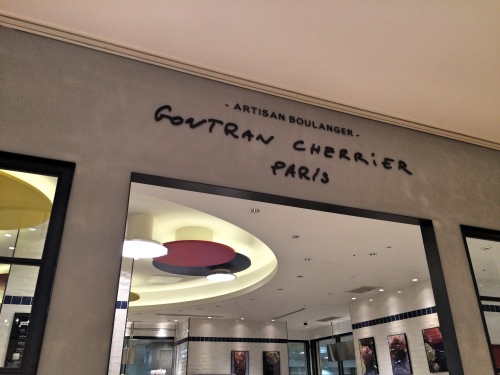 - ARTISAN BOULANGER -
GONTRAN CHERRIER
PARIS